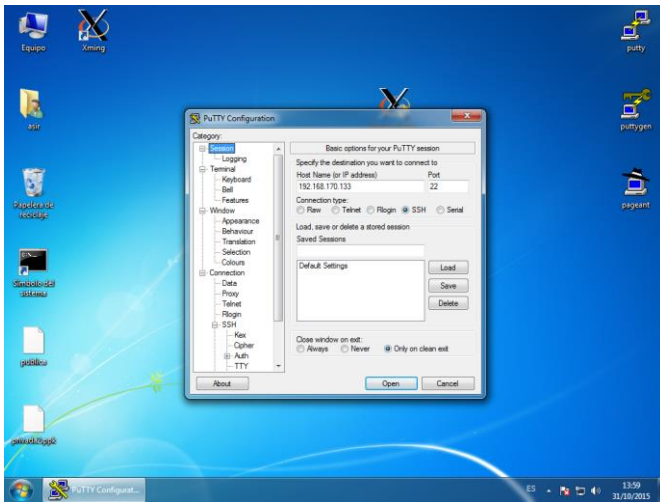 Equipo
Xming
putty
asir
puttygen
Papelera de
reciclaje
pageant
Símbolo del
sistema
publica
PuTTY Configuration
Category:
Session
Logging
Terminal
Keyboard
Bell
Features
Window
Appearance
Behaviour
Translation
Selection
Colours
Connection
Data
Proxy
Telnet
Rlogin
SSH
Kex
Cipher
Auth
TTY
Basic options for your PuTTY session
Specify the destination you want to connect to
Host Name (or IP address) Port
192.168.170.133 22
Connection type:
Raw Telnet Rlogin SSH Serial
Load, save or delete a stored session
Saved Sessions
Default Settings
Load
Save
Delete
Close window on exit:
Always Never Only on clean exit
About Open Cancel
PuTTY Configurat...
ES
13:59
31/10/2015